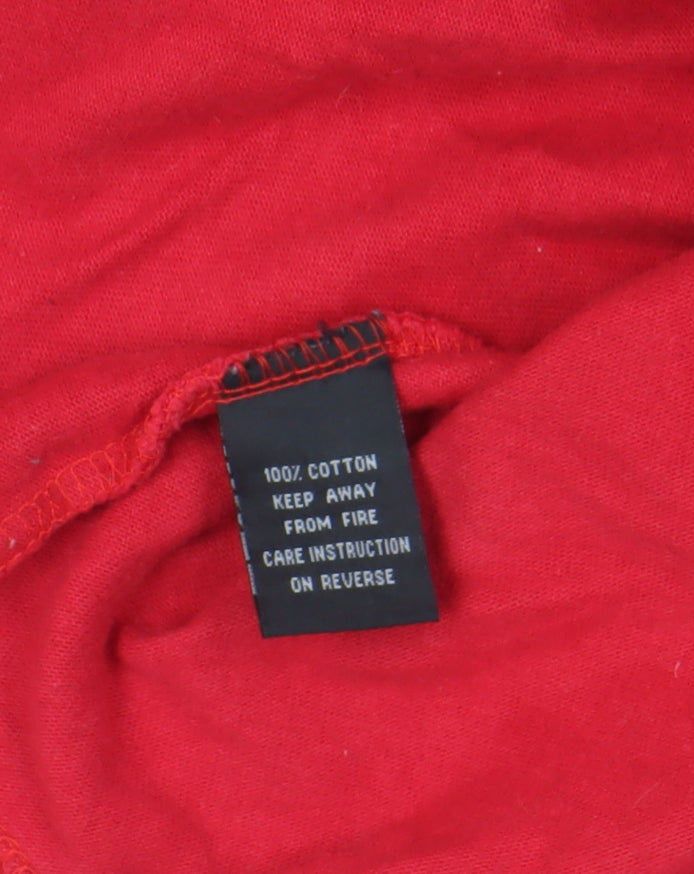 100% COTTON
KEEP AWAY
FROM FIRE
CARE INSTRUCTION
ON REVERSE